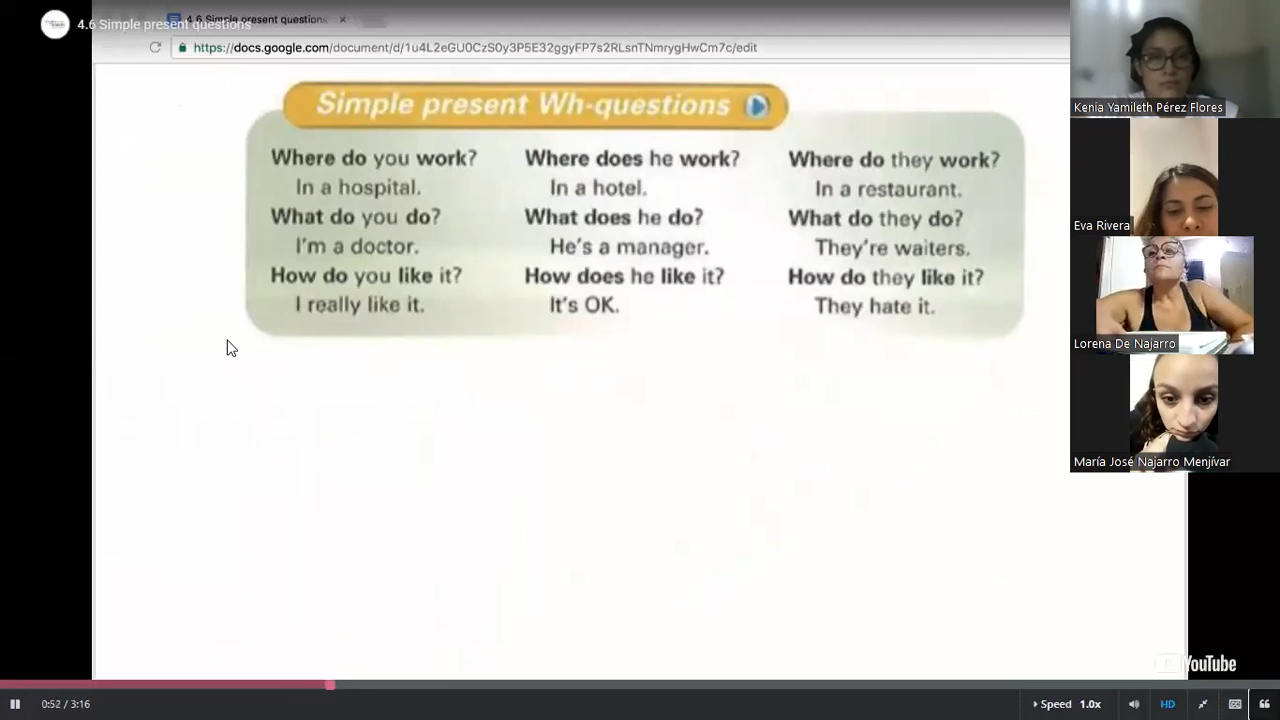 4.6 Simple present questions
4.6 Simple present questions
https://docs.google.com/document/d/1u4L2eGU0CzS0y3P5E32ggyFP7s2RLsnTNmrygHwCm7c/edit
Simple present Wh-questions
Where do you work?
In a hospital.
What do you do?
I'm a doctor.
How do you like it?
I really like it.
Where does he work?
In a hotel.
What does he do?
He's a manager.
How does he like it?
It's OK.
Where do they work?
In a restaurant.
What do they do?
They're waiters.
How do they like it?
They hate it.
Kenia Yamileth Pérez Flores
Eva Rivera
Lorena De Najarro
María José Najarro Menjívar
YouTube
0:52 / 3:16
Speed 1.0x
HD